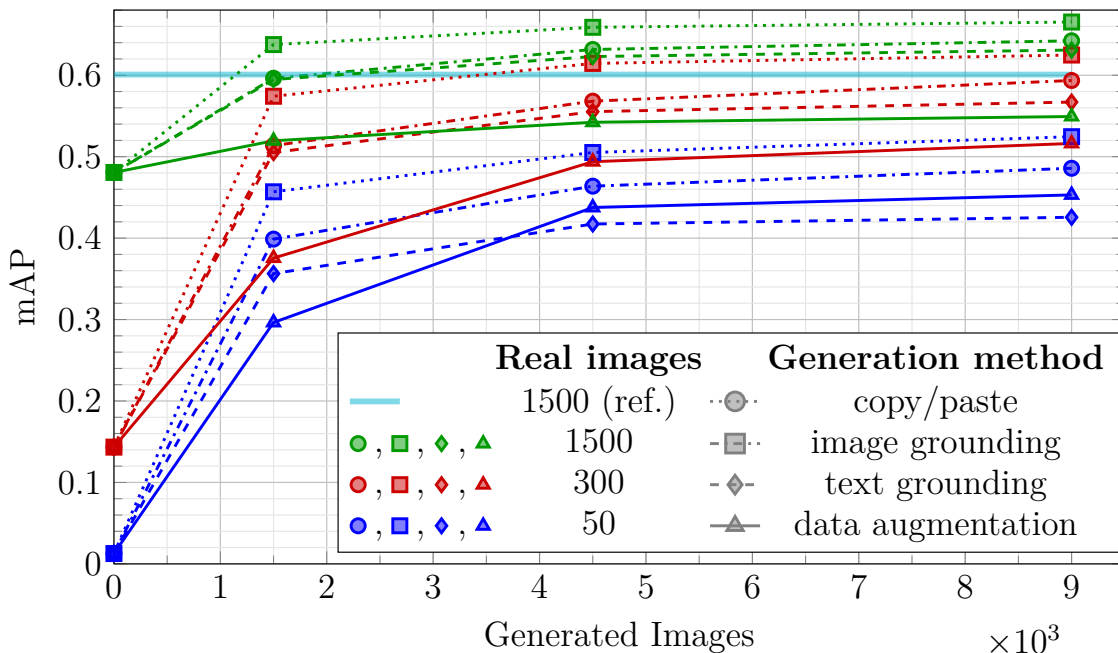 0.6
0.5
0.4
0.3
0.2
0.1
0
mAP
Real images Generation method
1500 (ref.) copy/paste
, , , 1500 image grounding
, , , 300 text grounding
, , , 50 data augmentation
0 1 2 3 4 5 6 7 8 9
Generated Images ×10³